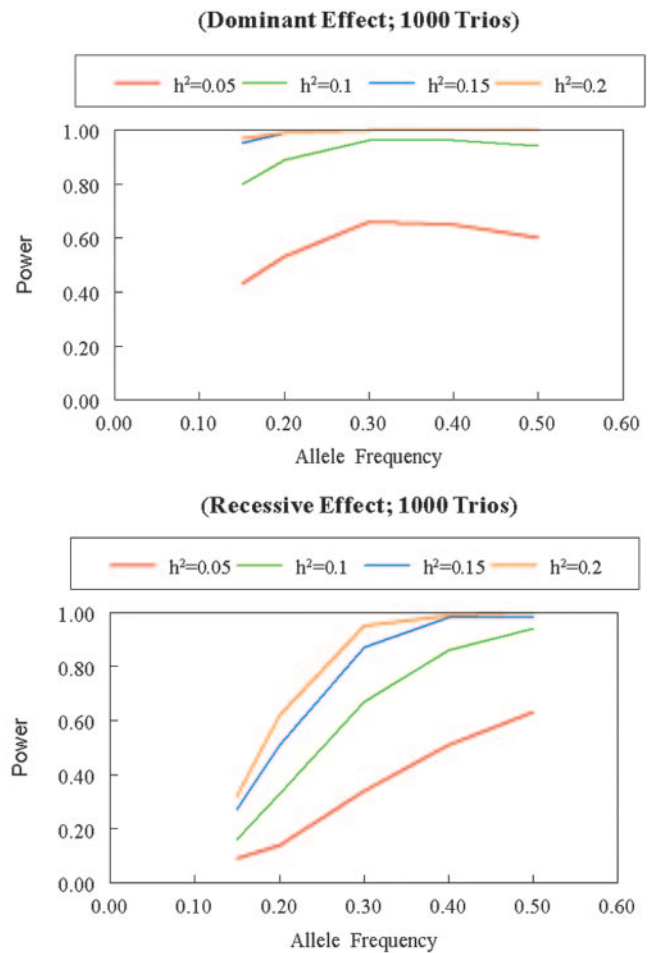 (Dominant Effect; 1000 Trios)
h²=0.05 h²=0.1 h²=0.15 h²=0.2
1.00
0.80
0.60
0.40
0.20
0.00
Power
0.00 0.10 0.20 0.30 0.40 0.50 0.60
Allele Frequency
(Recessive Effect; 1000 Trios)
h²=0.05 h²=0.1 h²=0.15 h²=0.2
1.00
0.80
0.60
0.40
0.20
0.00
Power
0.00 0.10 0.20 0.30 0.40 0.50 0.60
Allele Frequency